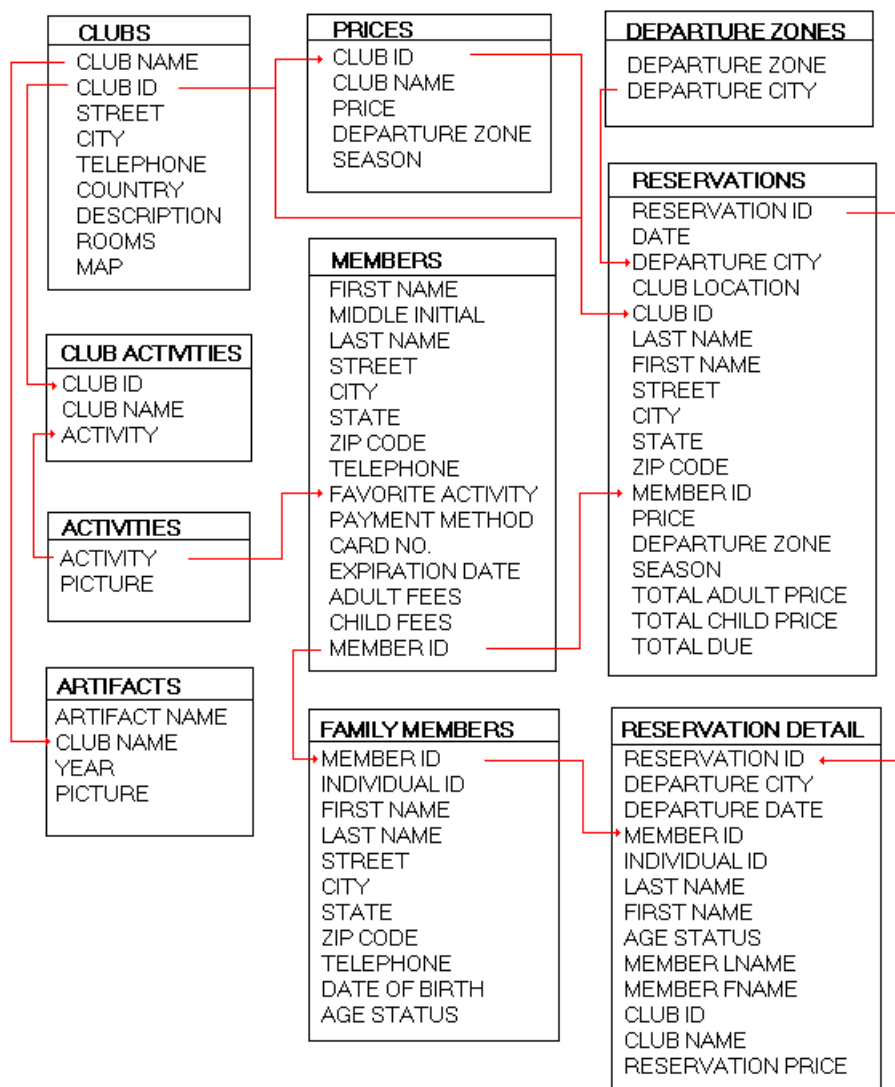 CLUBS
CLUB NAME
CLUB ID
STREET
CITY
TELEPHONE
COUNTRY
DESCRIPTION
ROOMS
MAP
PRICES
CLUB ID
CLUB NAME
PRICE
DEPARTURE ZONE
SEASON
DEPARTURE ZONES
DEPARTURE ZONE
DEPARTURE CITY
CLUB ACTIVITIES
CLUB ID
CLUB NAME
ACTIVITY
ACTIVITIES
ACTIVITY
PICTURE
ARTIFACTS
ARTIFACT NAME
CLUB NAME
YEAR
PICTURE
MEMBERS
FIRST NAME
MIDDLE INITIAL
LAST NAME
STREET
CITY
STATE
ZIP CODE
TELEPHONE
FAVORITE ACTIVITY
PAYMENT METHOD
CARD NO.
EXPIRATION DATE
ADULT FEES
CHILD FEES
MEMBER ID
RESERVATIONS
RESERVATION ID
DATE
DEPARTURE CITY
CLUB LOCATION
CLUB ID
LAST NAME
FIRST NAME
STREET
CITY
STATE
ZIP CODE
MEMBER ID
PRICE
DEPARTURE ZONE
SEASON
TOTAL ADULT PRICE
TOTAL CHILD PRICE
TOTAL DUE
FAMILY MEMBERS
MEMBER ID
INDIVIDUAL ID
FIRST NAME
LAST NAME
STREET
CITY
STATE
ZIP CODE
TELEPHONE
DATE OF BIRTH
AGE STATUS
RESERVATION DETAIL
RESERVATION ID
DEPARTURE CITY
DEPARTURE DATE
MEMBER ID
INDIVIDUAL ID
LAST NAME
FIRST NAME
AGE STATUS
MEMBER LNAME
MEMBER FNAME
CLUB ID
CLUB NAME
RESERVATION PRICE